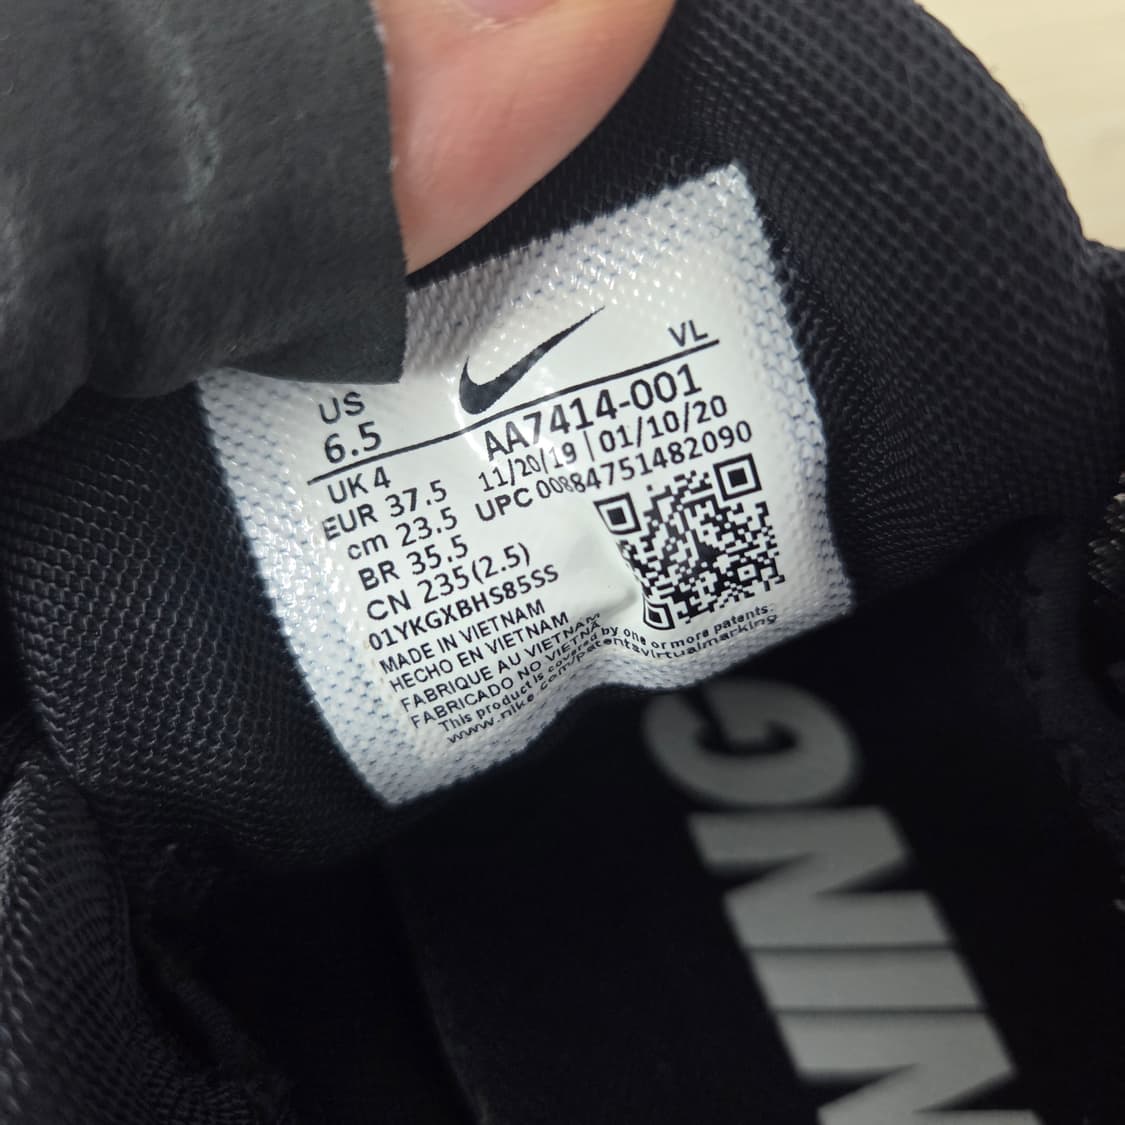 US
6.5
VL
AA7414-001
11/20/19 | 01/10/20
UPC 00884751482090
UK 4
EUR 37.5
cm 23.5
BR 35.5
CN 235(2.5)
01YKGXBHS85SS
MADE IN VIETNAM
HECHO EN VIETNAM
FABRIQUE AU VIETNAM
FABRICADO NO VIETNÃ
This product is covered by one or more patents.
www.nike.com/patentsvirtualmarking
NING